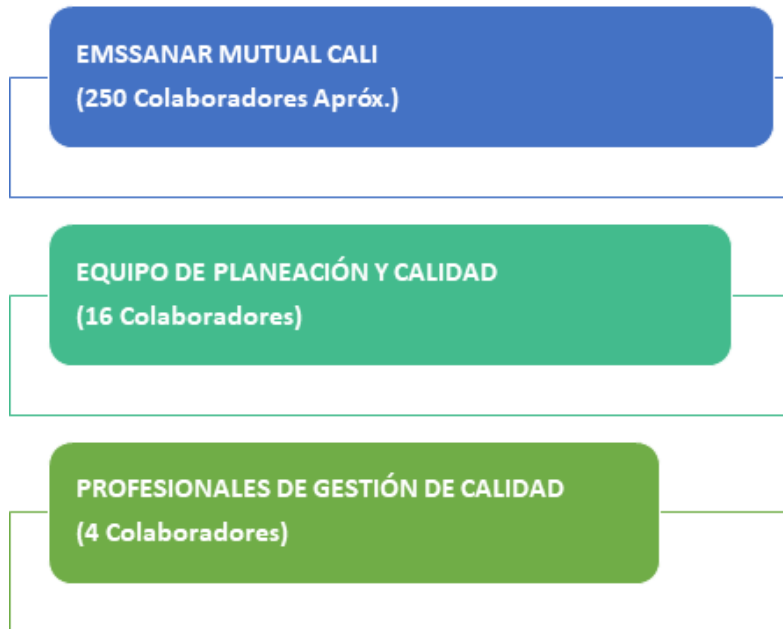 EMSSANAR MUTUAL CALI
(250 Colaboradores Apróx.)
EQUIPO DE PLANEACIÓN Y CALIDAD
(16 Colaboradores)
PROFESIONALES DE GESTIÓN DE CALIDAD
(4 Colaboradores)